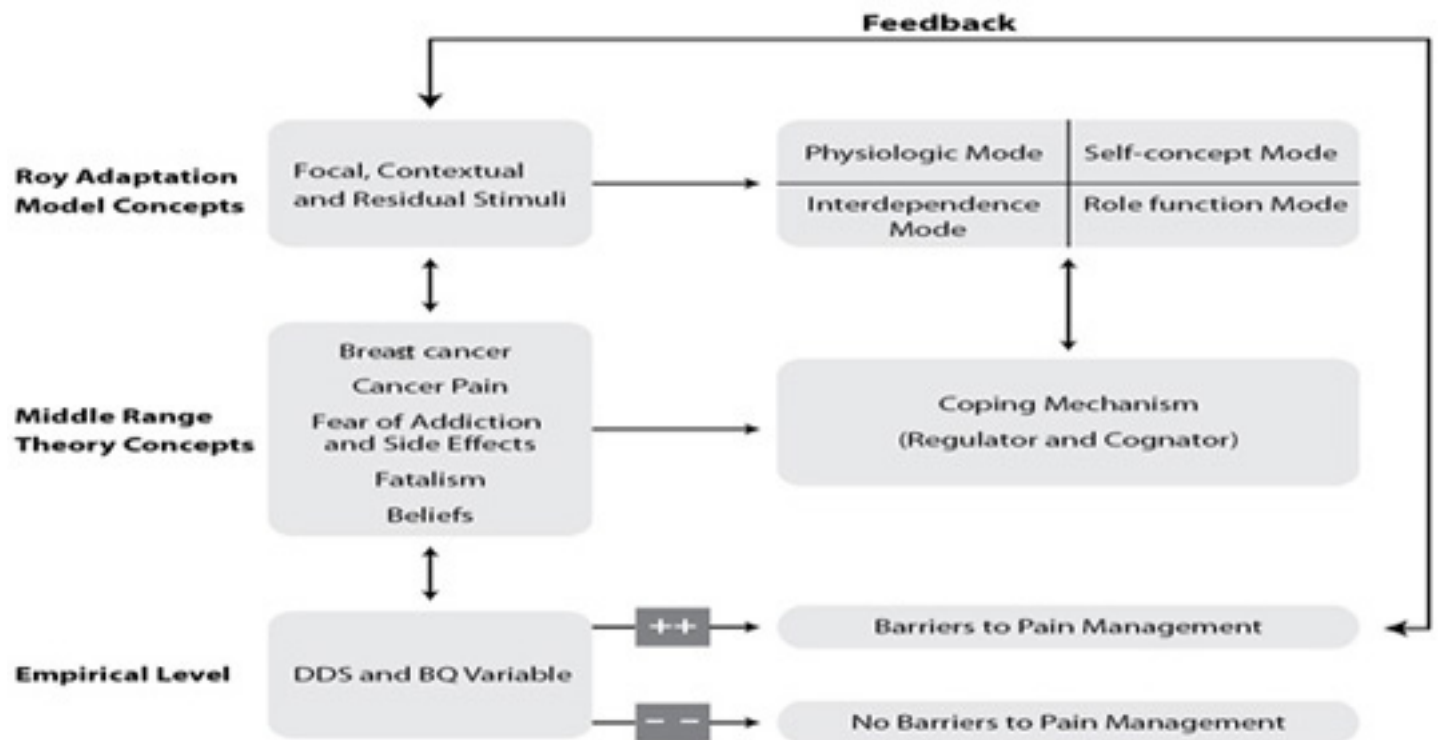 Feedback
Roy Adaptation
Model Concepts
Focal, Contextual
and Residual Stimuli
Physiologic Mode
Self-concept Mode
Interdependence
Mode
Role function Mode
Middle Range
Theory Concepts
Breast cancer
Cancer Pain
Fear of Addiction
and Side Effects
Fatalism
Beliefs
Coping Mechanism
(Regulator and Cognator)
Empirical Level
DDS and BQ Variable
++
Barriers to Pain Management
− −
No Barriers to Pain Management